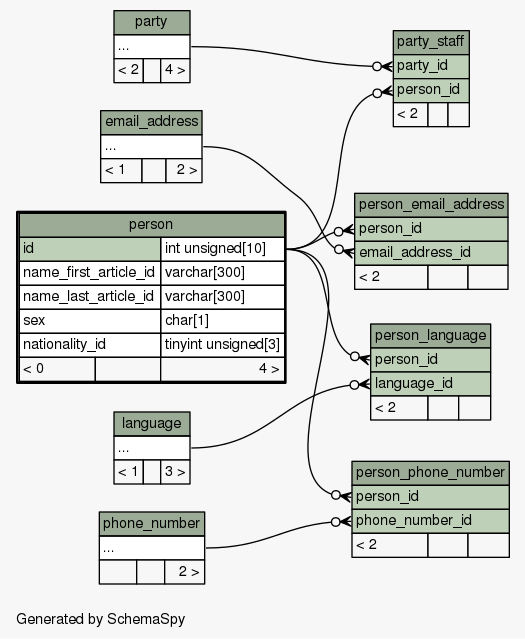 party
...
< 2 4 >
party_staff
party_id
person_id
< 2
email_address
...
< 1 2 >
person_email_address
person_id
email_address_id
< 2
person
id int unsigned[10]
name_first_article_id varchar[300]
name_last_article_id varchar[300]
sex char[1]
nationality_id tinyint unsigned[3]
< 0 4 >
person_language
person_id
language_id
< 2
language
...
< 1 3 >
person_phone_number
person_id
phone_number_id
< 2
phone_number
...
2 >
Generated by SchemaSpy